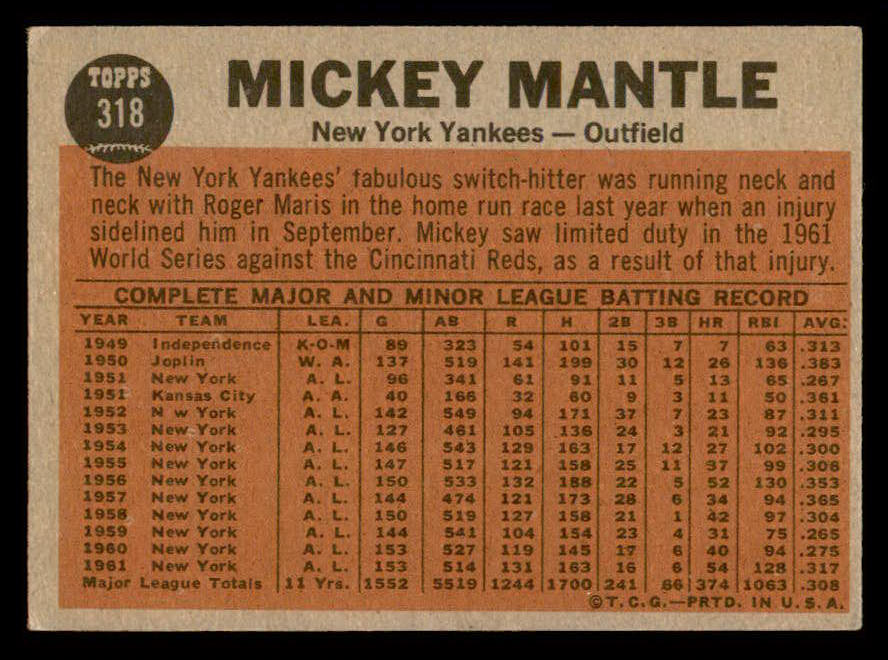 TOPPS
318
MICKEY MANTLE
New York Yankees — Outfield
The New York Yankees' fabulous switch-hitter was running neck and
neck with Roger Maris in the home run race last year when an injury
sidelined him in September. Mickey saw limited duty in the 1961
World Series against the Cincinnati Reds, as a result of that injury.
COMPLETE MAJOR AND MINOR LEAGUE BATTING RECORD
YEAR TEAM LEA. G AB R H 2B 3B HR RBI AVG.
1949 Independence K-O-M 89 323 54 101 15 7 7 63 .313
1950 Joplin W. A. 137 519 141 199 30 12 26 136 .383
1951 New York A. L. 96 341 61 91 11 5 13 65 .267
1951 Kansas City A. A. 40 166 32 60 9 3 11 50 .361
1952 N w York A. L. 142 549 94 171 37 7 23 87 .311
1953 New York A. L. 127 461 105 136 24 3 21 92 .295
1954 New York A. L. 146 543 129 163 17 12 27 102 .300
1955 New York A. L. 147 517 121 158 25 11 37 99 .306
1956 New York A. L. 150 533 132 188 22 5 52 130 .353
1957 New York A. L. 144 474 121 173 28 6 34 94 .365
1958 New York A. L. 150 519 127 158 21 1 42 97 .304
1959 New York A. L. 144 541 104 154 23 4 31 75 .265
1960 New York A. L. 153 527 119 145 17 6 40 94 .275
1961 New York A. L. 153 514 131 163 16 6 54 128 .317
Major League Totals 11 Yrs. 1552 5519 1244 1700 241 66 374 1063 .308
©T.C.G.—PRTD. IN U.S.A.